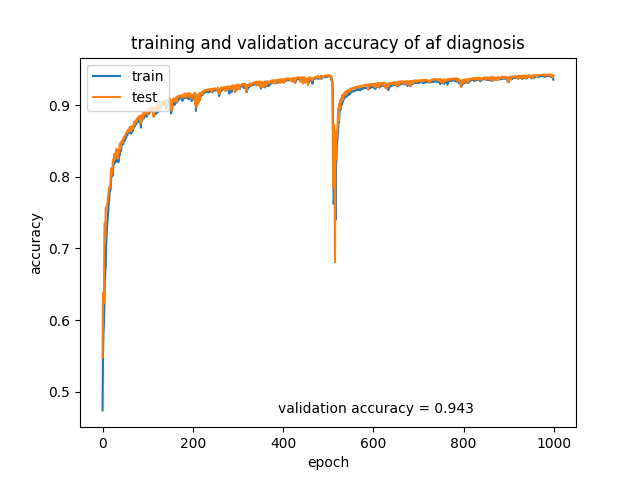 training and validation accuracy of af diagnosis
train
test
0.9
0.8
0.7
0.6
0.5
accuracy
validation accuracy = 0.943
0 200 400 600 800 1000
epoch